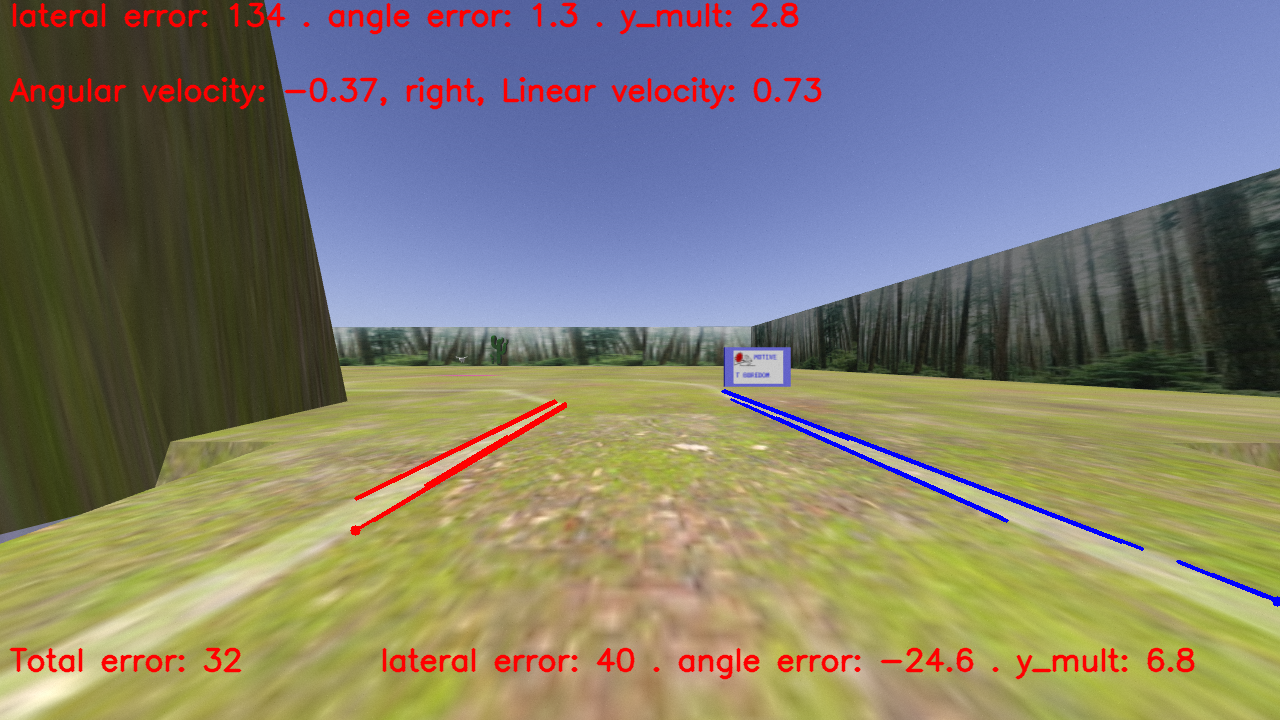 lateral error: 134 . angle error: 1.3 . y_mult: 2.8
Angular velocity: −0.37, right, Linear velocity: 0.73
MOTIVE
Total error: 32
lateral error: 40 . angle error: −24.6 . y_mult: 6.8